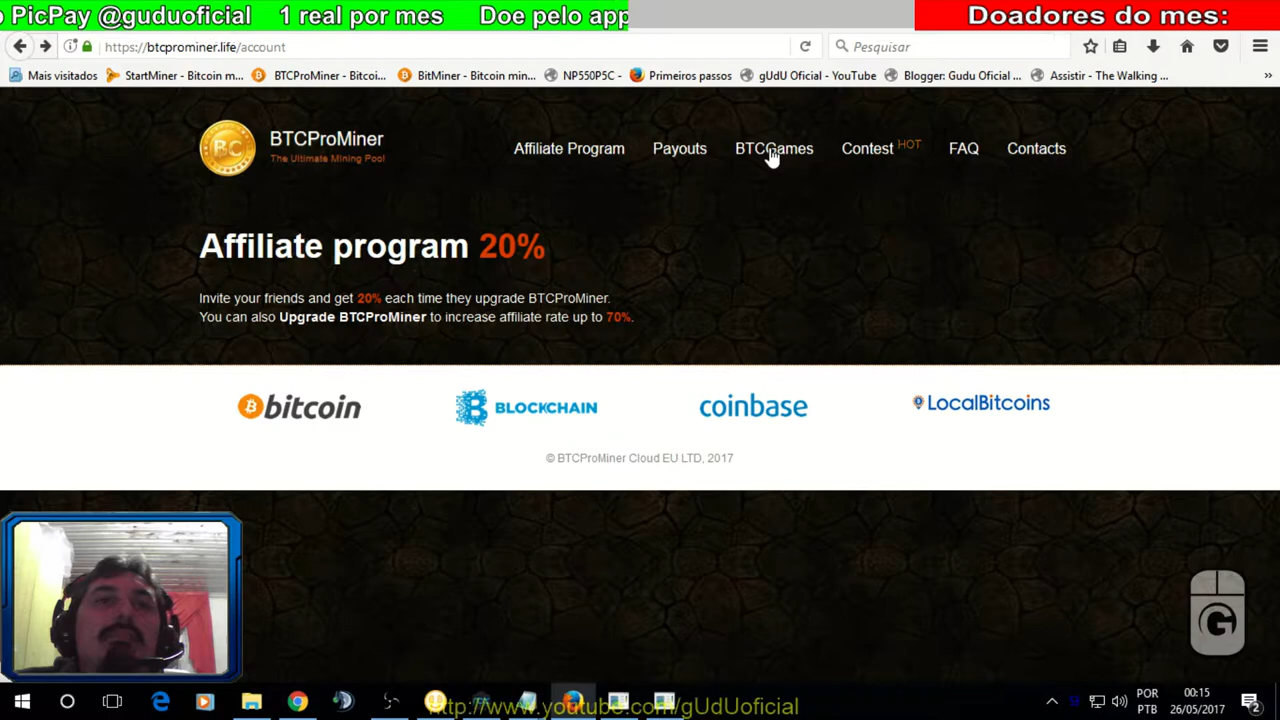 o PicPay @guduoficial 1 real por mes Doe pelo app
Doadores do mes:
https://btcprominer.life/account
Pesquisar
Mais visitados
StartMiner - Bitcoin m...
BTCProMiner - Bitcoi...
BitMiner - Bitcoin min...
NP550P5C -
Primeiros passos
gUdU Oficial - YouTube
Blogger: Gudu Oficial ...
Assistir - The Walking ...
»
BC
BTCProMiner
The Ultimate Mining Pool
Affiliate Program
Payouts
BTCGames
Contest HOT
FAQ
Contacts
Affiliate program 20%
Invite your friends and get 20% each time they upgrade BTCProMiner.
You can also Upgrade BTCProMiner to increase affiliate rate up to 70%.
bitcoin
BLOCKCHAIN
coinbase
LocalBitcoins
© BTCProMiner Cloud EU LTD, 2017
G
http://www.youtube.com/gUdUoficial
POR
PTB
00:15
26/05/2017
2